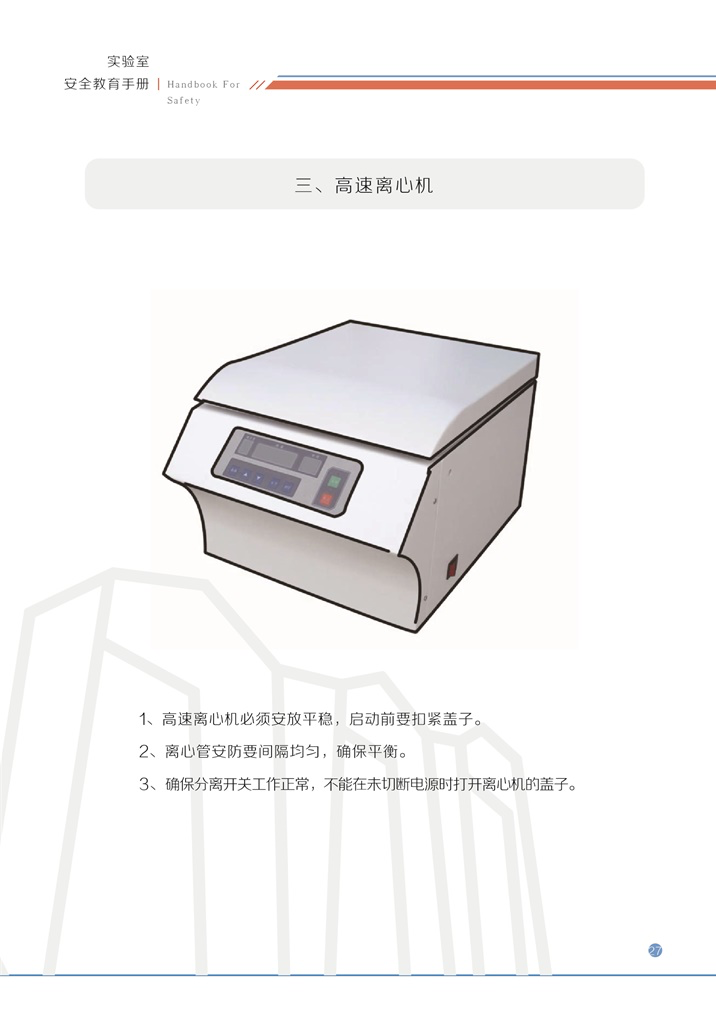 实验室
安全教育手册
Handbook For
Safety
三、高速离心机
1、高速离心机必须安放平稳，启动前要扣紧盖子。
2、离心管安防要间隔均匀，确保平衡。
3、确保分离开关工作正常，不能在未切断电源时打开离心机的盖子。
27